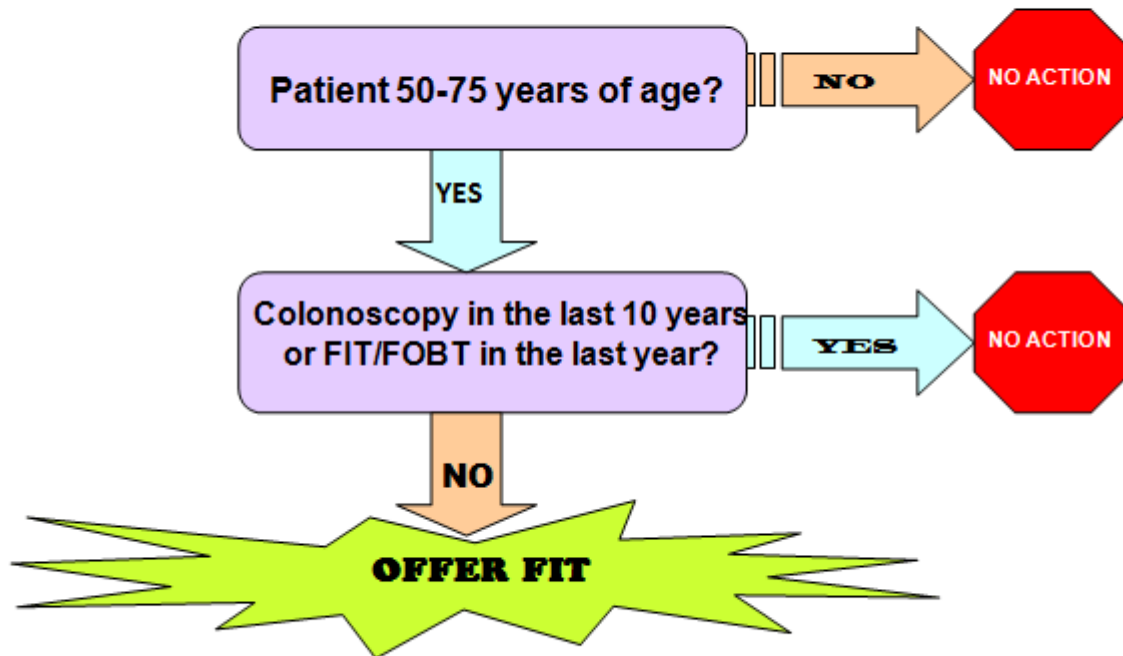 Patient 50-75 years of age?
NO
NO ACTION
YES
Colonoscopy in the last 10 years
or FIT/FOBT in the last year?
YES
NO ACTION
NO
OFFER FIT